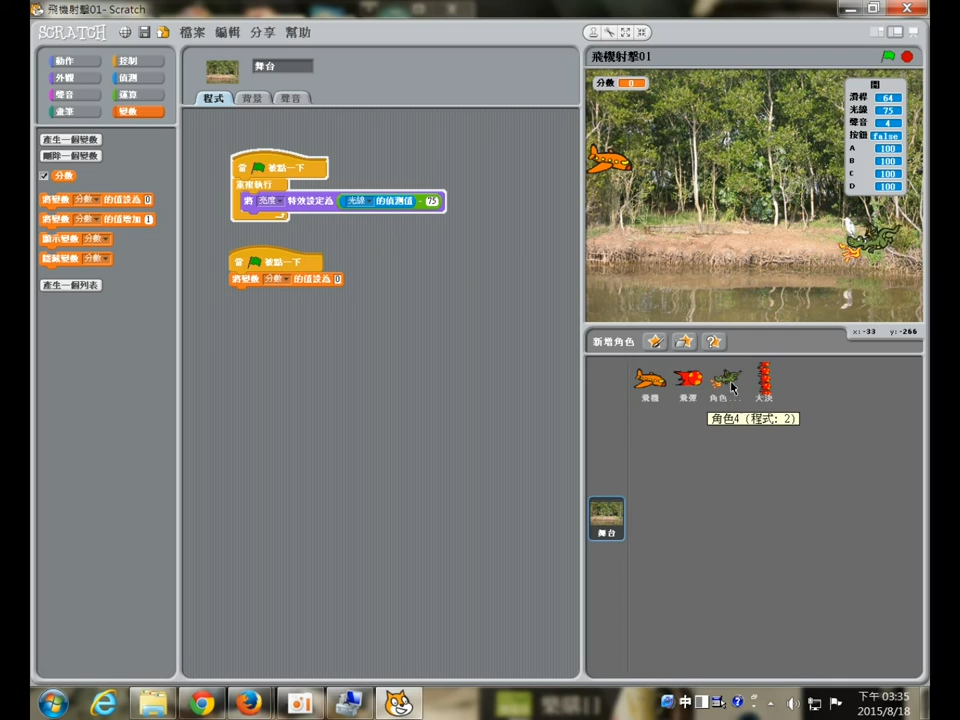 飛機射擊01- Scratch
SCRATCH 檔案 編輯 分享 幫助
動作 控制
外觀 偵測
聲音 運算
畫筆 變數
產生一個變數
刪除一個變數
分數
將變數 分數 的值設為 0
將變數 分數 的值增加 1
顯示變數 分數
隱藏變數 分數
產生一個列表
舞台
程式 背景 聲音
當 被點一下
重複執行
將 亮度 特效設定為 光線 的偵測值 - 75
當 被點一下
將變數 分數 的值設為 0
飛機射擊01
分數 0
滑桿 64
光線 75
聲音 4
按鈕 false
A 100
B 100
C 100
D 100
x: -33 y: -266
新增角色
飛機 飛彈 角色... 大決
角色4 (程式: 2)
舞台
中
下午 03:35
2015/8/18